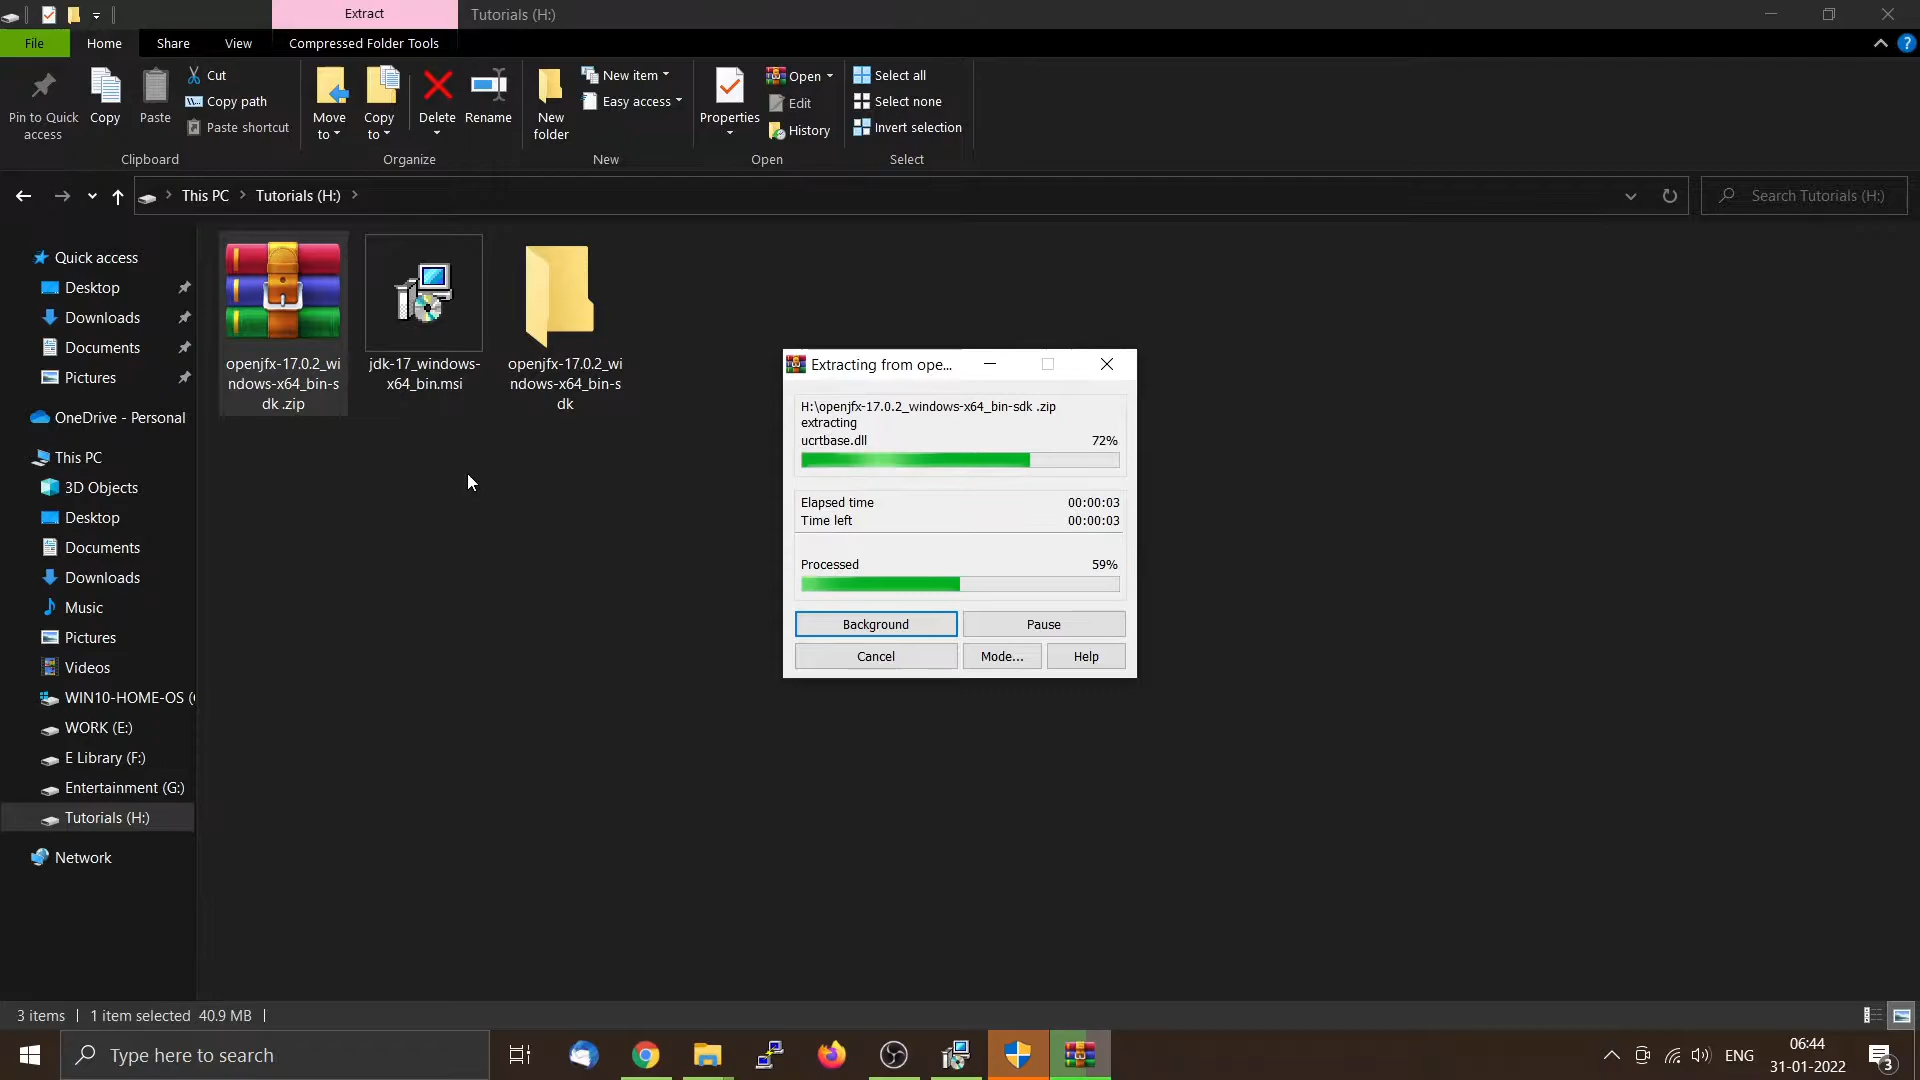 Extract
Tutorials (H:)
File
Home
Share
View
Compressed Folder Tools
Pin to Quick
access
Copy
Paste
Cut
Copy path
Paste shortcut
Clipboard
Move
to
Copy
to
Delete
Rename
Organize
New
folder
New item
Easy access
New
Properties
Open
Edit
History
Open
Select all
Select none
Invert selection
Select
This PC
Tutorials (H:)
Search Tutorials (H:)
Quick access
Desktop
Downloads
Documents
Pictures
OneDrive - Personal
This PC
3D Objects
Desktop
Documents
Downloads
Music
Pictures
Videos
WIN10-HOME-OS (
WORK (E:)
E Library (F:)
Entertainment (G:)
Tutorials (H:)
Network
openjfx-17.0.2_wi
ndows-x64_bin-s
dk .zip
jdk-17_windows-
x64_bin.msi
openjfx-17.0.2_wi
ndows-x64_bin-s
dk
Extracting from ope...
H:\openjfx-17.0.2_windows-x64_bin-sdk .zip
extracting
ucrtbase.dll 72%
Elapsed time 00:00:03
Time left 00:00:03
Processed 59%
Background
Pause
Cancel
Mode...
Help
3 items
1 item selected 40.9 MB
Type here to search
ENG
06:44
31-01-2022
3